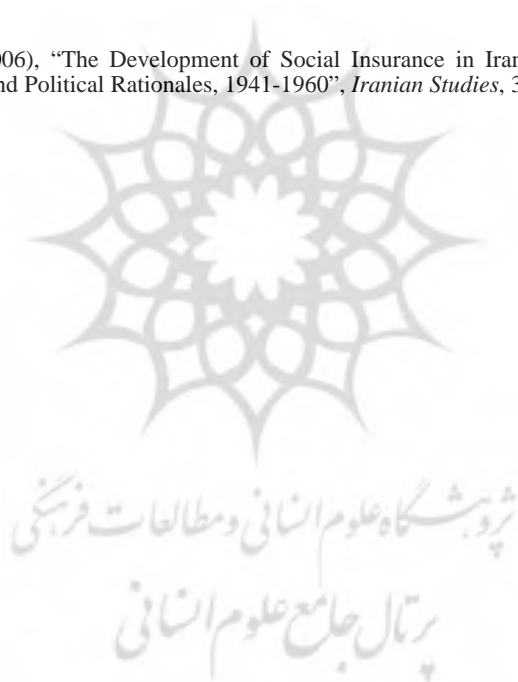 006), “The Development of Social Insurance in Iran
nd Political Rationales, 1941-1960”, Iranian Studies, 3
پژوهشگاه علوم انسانی و مطالعات فرهنگی
پرتال جامع علوم انسانی